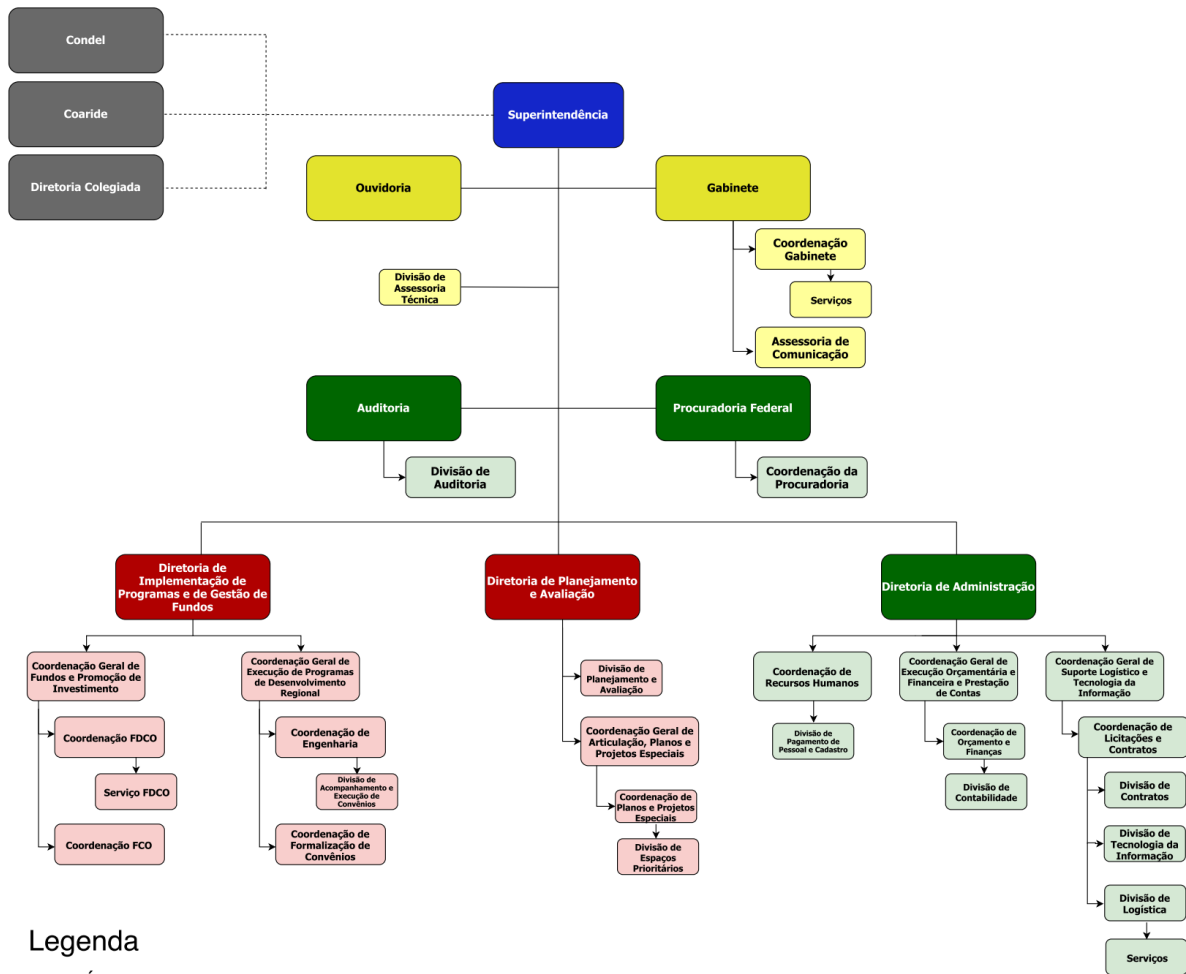 Condel
Coaride
Diretoria Colegiada
Superintendência
Ouvidoria
Gabinete
Coordenação
Gabinete
Serviços
Divisão de
Assessoria
Técnica
Assessoria de
Comunicação
Auditoria
Procuradoria Federal
Divisão de
Auditoria
Coordenação da
Procuradoria
Diretoria de
Implementação de
Programas e de Gestão de
Fundos
Diretoria de Planejamento
e Avaliação
Diretoria de Administração
Coordenação Geral de
Fundos e Promoção de
Investimento
Coordenação FDCO
Serviço FDCO
Coordenação FCO
Coordenação Geral de
Execução de Programas
de Desenvolvimento
Regional
Coordenação de
Engenharia
Divisão de
Acompanhamento e
Execução de
Convênios
Coordenação de
Formalização de
Convênios
Divisão de
Planejamento e
Avaliação
Coordenação Geral de
Articulação, Planos e
Projetos Especiais
Coordenação de
Planos e Projetos
Especiais
Divisão de
Espaços
Prioritários
Coordenação de
Recursos Humanos
Divisão de
Pagamento de
Pessoal e Cadastro
Coordenação Geral de
Execução Orçamentária e
Financeira e Prestação
de Contas
Coordenação de
Orçamento e
Finanças
Divisão de
Contabilidade
Coordenação Geral de
Suporte Logístico e
Tecnologia da
Informação
Coordenação de
Licitações e
Contratos
Divisão de
Contratos
Divisão de
Tecnologia da
Informação
Divisão de
Logística
Serviços
Legenda